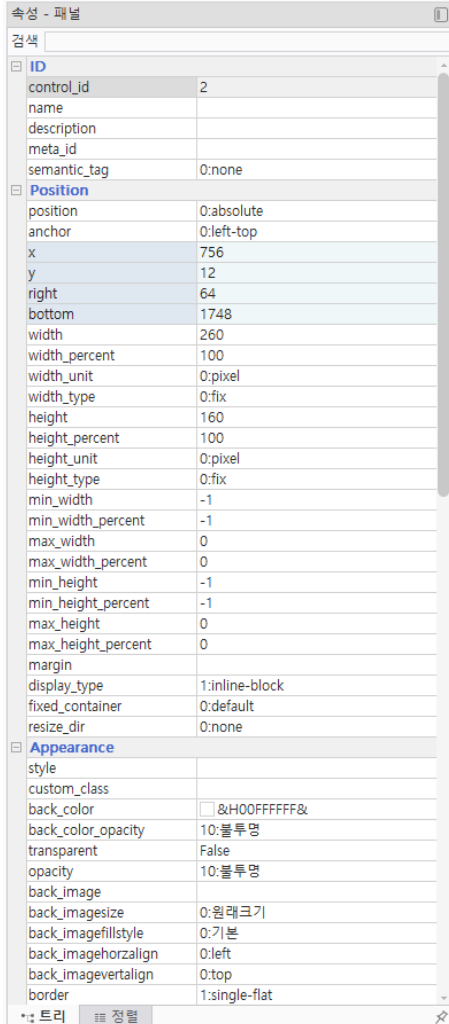 속성 - 패널
검색
ID
control_id 2
name
description
meta_id
semantic_tag 0:none
Position
position 0:absolute
anchor 0:left-top
x 756
y 12
right 64
bottom 1748
width 260
width_percent 100
width_unit 0:pixel
width_type 0:fix
height 160
height_percent 100
height_unit 0:pixel
height_type 0:fix
min_width -1
min_width_percent -1
max_width 0
max_width_percent 0
min_height -1
min_height_percent -1
max_height 0
max_height_percent 0
margin
display_type 1:inline-block
fixed_container 0:default
resize_dir 0:none
Appearance
style
custom_class
back_color &H00FFFFFF&
back_color_opacity 10:불투명
transparent False
opacity 10:불투명
back_image
back_imagesize 0:원래크기
back_imagefillstyle 0:기본
back_imagehorzalign 0:left
back_imagevertalign 0:top
border 1:single-flat
트리 정렬